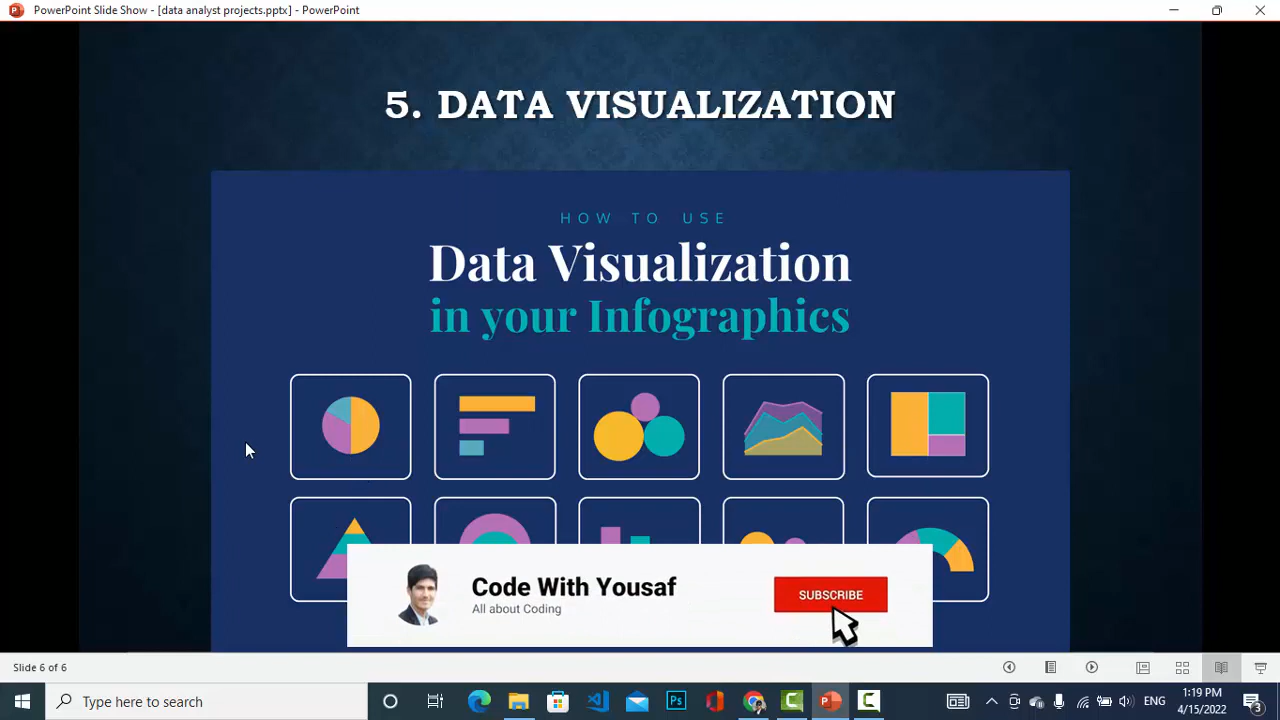 PowerPoint Slide Show - [data analyst projects.pptx] - PowerPoint
5. DATA VISUALIZATION
HOW TO USE
Data Visualization
in your Infographics
Code With Yousaf
All about Coding
SUBSCRIBE
Slide 6 of 6
Type here to search
Ps
ENG
1:19 PM
4/15/2022
3